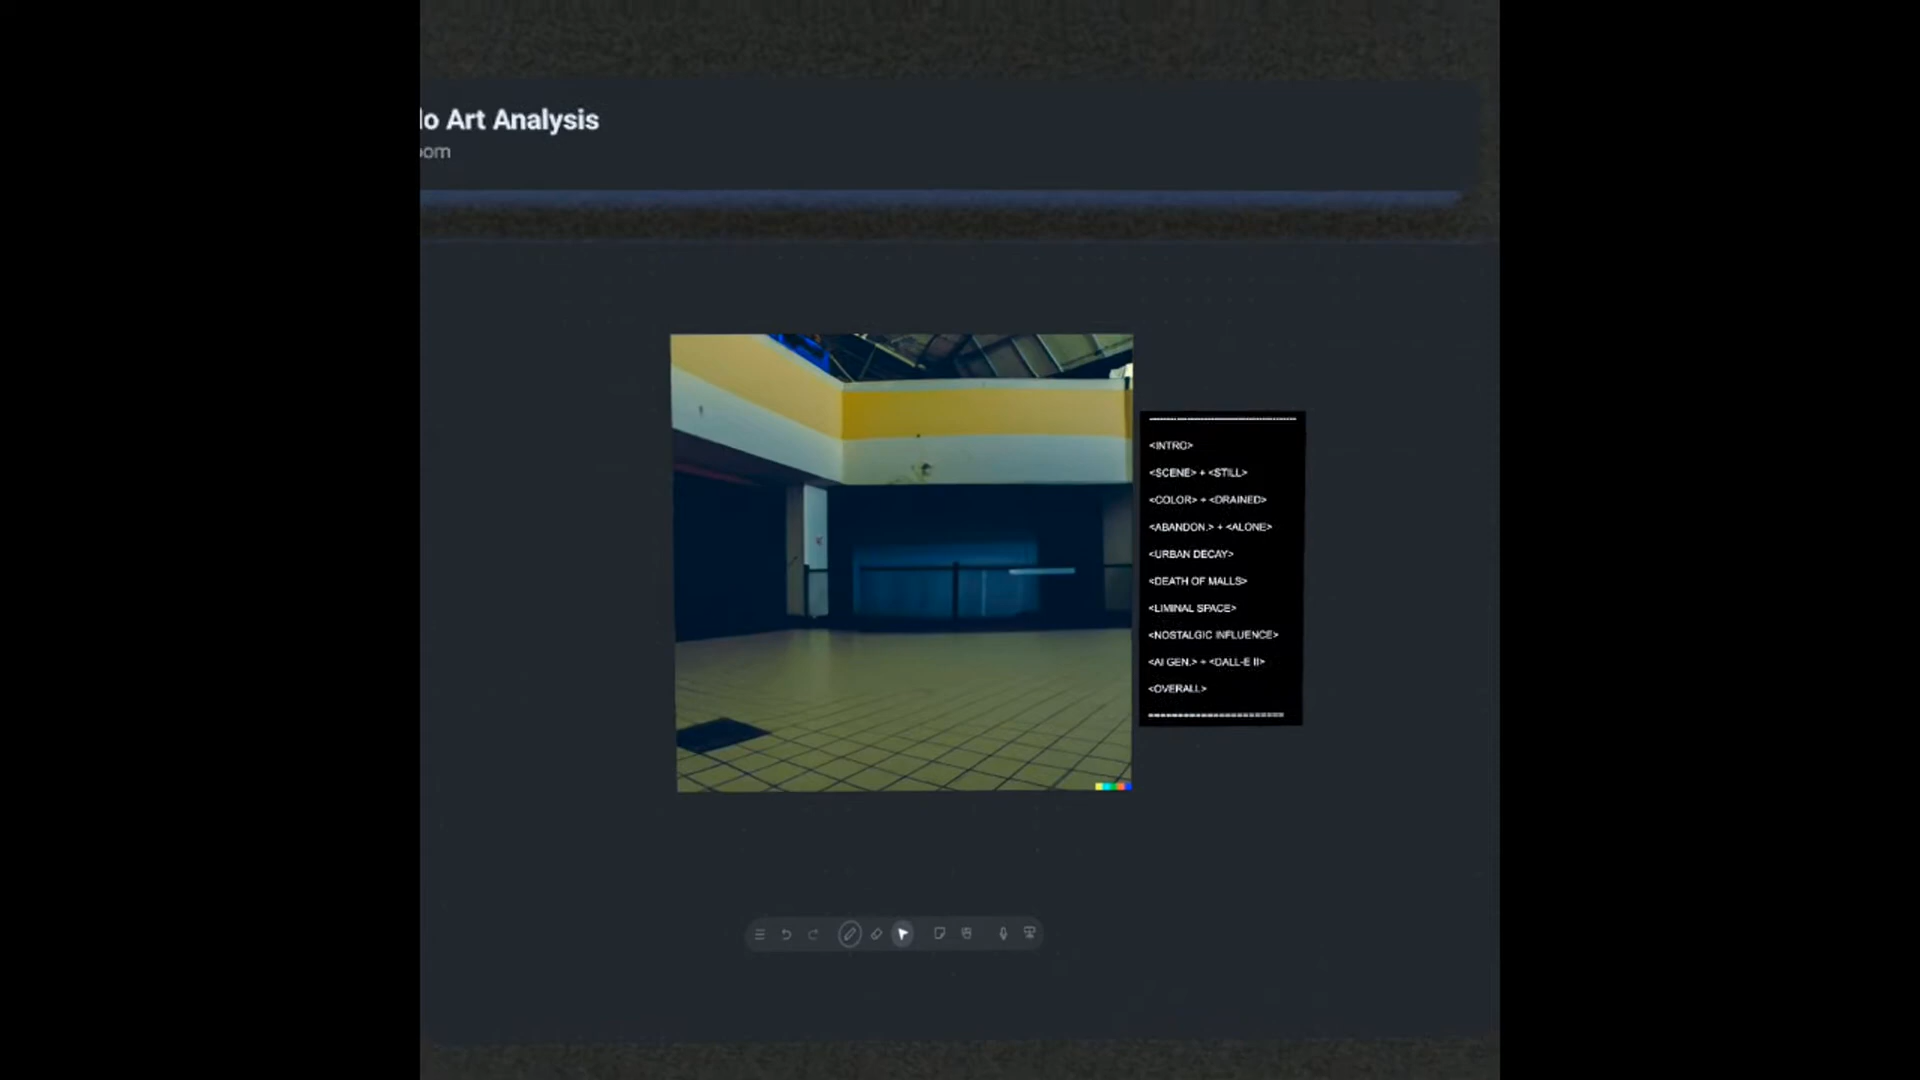 lo Art Analysis
oom
<INTRO>
<SCENE> + <STILL>
<COLOR> + <DRAINED>
<ABANDON.> + <ALONE>
<URBAN DECAY>
<DEATH OF MALLS>
<LIMINAL SPACE>
<NOSTALGIC INFLUENCE>
<AI GEN.> + <DALL-E II>
<OVERALL>